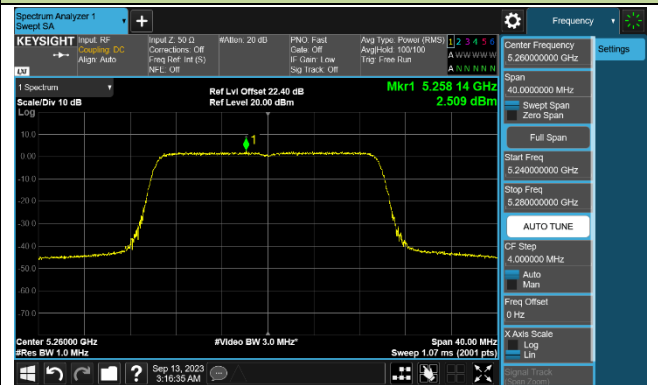 Spectrum Analyzer 1
Swept SA
Frequency
KEYSIGHT
Input: RF
Coupling: DC
Align: Auto
Input Z: 50 Ω
Corrections: Off
Freq Ref: Int (S)
NFE: Off
#Atten: 20 dB
PNO: Fast
Gate: Off
IF Gain: Low
Sig Track: Off
Avg Type: Power (RMS)
Avg|Hold: 100/100
Trig: Free Run
1 2 3 4 5 6
A W W W W W
A N N N N N
LXI
1 Spectrum
Scale/Div 10 dB
Log
Ref Lvl Offset 22.40 dB
Ref Level 20.00 dBm
Mkr1 5.258 14 GHz
2.509 dBm
1
10.0
0.00
-10.0
-20.0
-30.0
-40.0
-50.0
-60.0
-70.0
Center 5.26000 GHz
#Res BW 1.0 MHz
#Video BW 3.0 MHz*
Span 40.00 MHz
Sweep 1.07 ms (2001 pts)
Sep 13, 2023
3:16:35 AM
Center Frequency
5.260000000 GHz
Settings
Span
40.0000000 MHz
Swept Span
Zero Span
Full Span
Start Freq
5.240000000 GHz
Stop Freq
5.280000000 GHz
AUTO TUNE
CF Step
4.000000 MHz
Auto
Man
Freq Offset
0 Hz
X Axis Scale
Log
Lin
Signal Track
(Span Zoom)